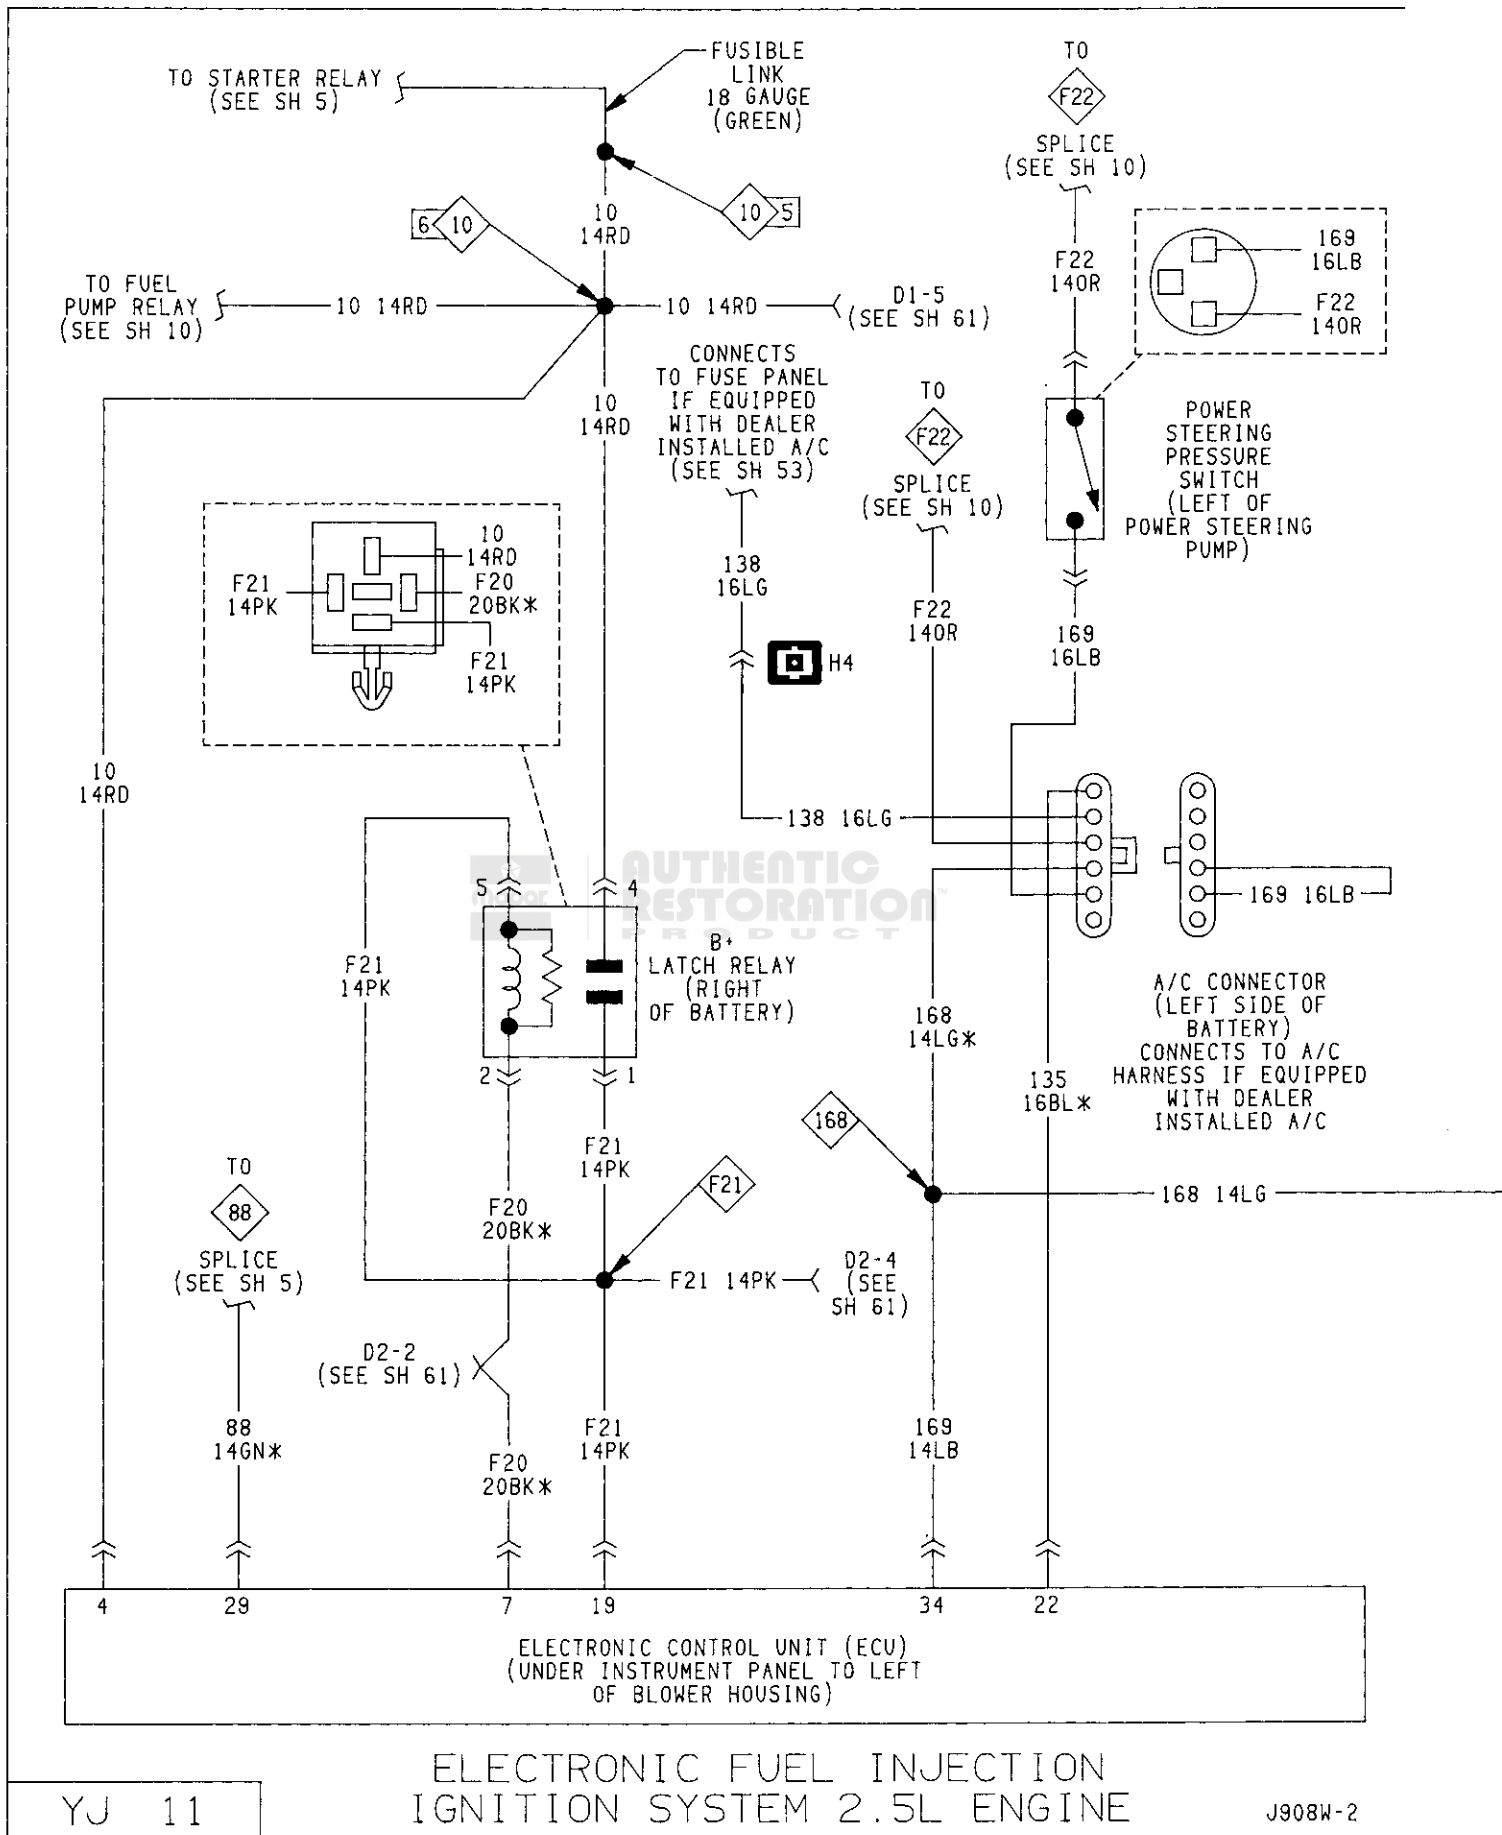 TO STARTER RELAY
(SEE SH 5)
FUSIBLE
LINK
18 GAUGE
(GREEN)
TO
F22
SPLICE
(SEE SH 10)
10
14RD
6 10
10 5
F22
14OR
169
16LB
F22
14OR
TO FUEL
PUMP RELAY
(SEE SH 10)
10 14RD
10 14RD
D1-5
(SEE SH 61)
CONNECTS
TO FUSE PANEL
IF EQUIPPED
WITH DEALER
INSTALLED A/C
(SEE SH 53)
10
14RD
TO
F22
SPLICE
(SEE SH 10)
POWER
STEERING
PRESSURE
SWITCH
(LEFT OF
POWER STEERING
PUMP)
10
14RD
F21
14PK
F20
20BK*
F21
14PK
138
16LG
F22
14OR
169
16LB
H4
10
14RD
138 16LG
169 16LB
mopar
AUTHENTIC
RESTORATION™
PRODUCT
5
4
B+
LATCH RELAY
(RIGHT
OF BATTERY)
2
1
F21
14PK
168
14LG*
135
16BL*
A/C CONNECTOR
(LEFT SIDE OF
BATTERY)
CONNECTS TO A/C
HARNESS IF EQUIPPED
WITH DEALER
INSTALLED A/C
168
F21
14PK
F21
168 14LG
TO
88
SPLICE
(SEE SH 5)
F20
20BK*
F21 14PK
D2-4
(SEE
SH 61)
D2-2
(SEE SH 61)
88
14GN*
F20
20BK*
F21
14PK
169
14LB
4
29
7
19
34
22
ELECTRONIC CONTROL UNIT (ECU)
(UNDER INSTRUMENT PANEL TO LEFT
OF BLOWER HOUSING)
ELECTRONIC FUEL INJECTION
IGNITION SYSTEM 2.5L ENGINE
YJ 11
J908W-2